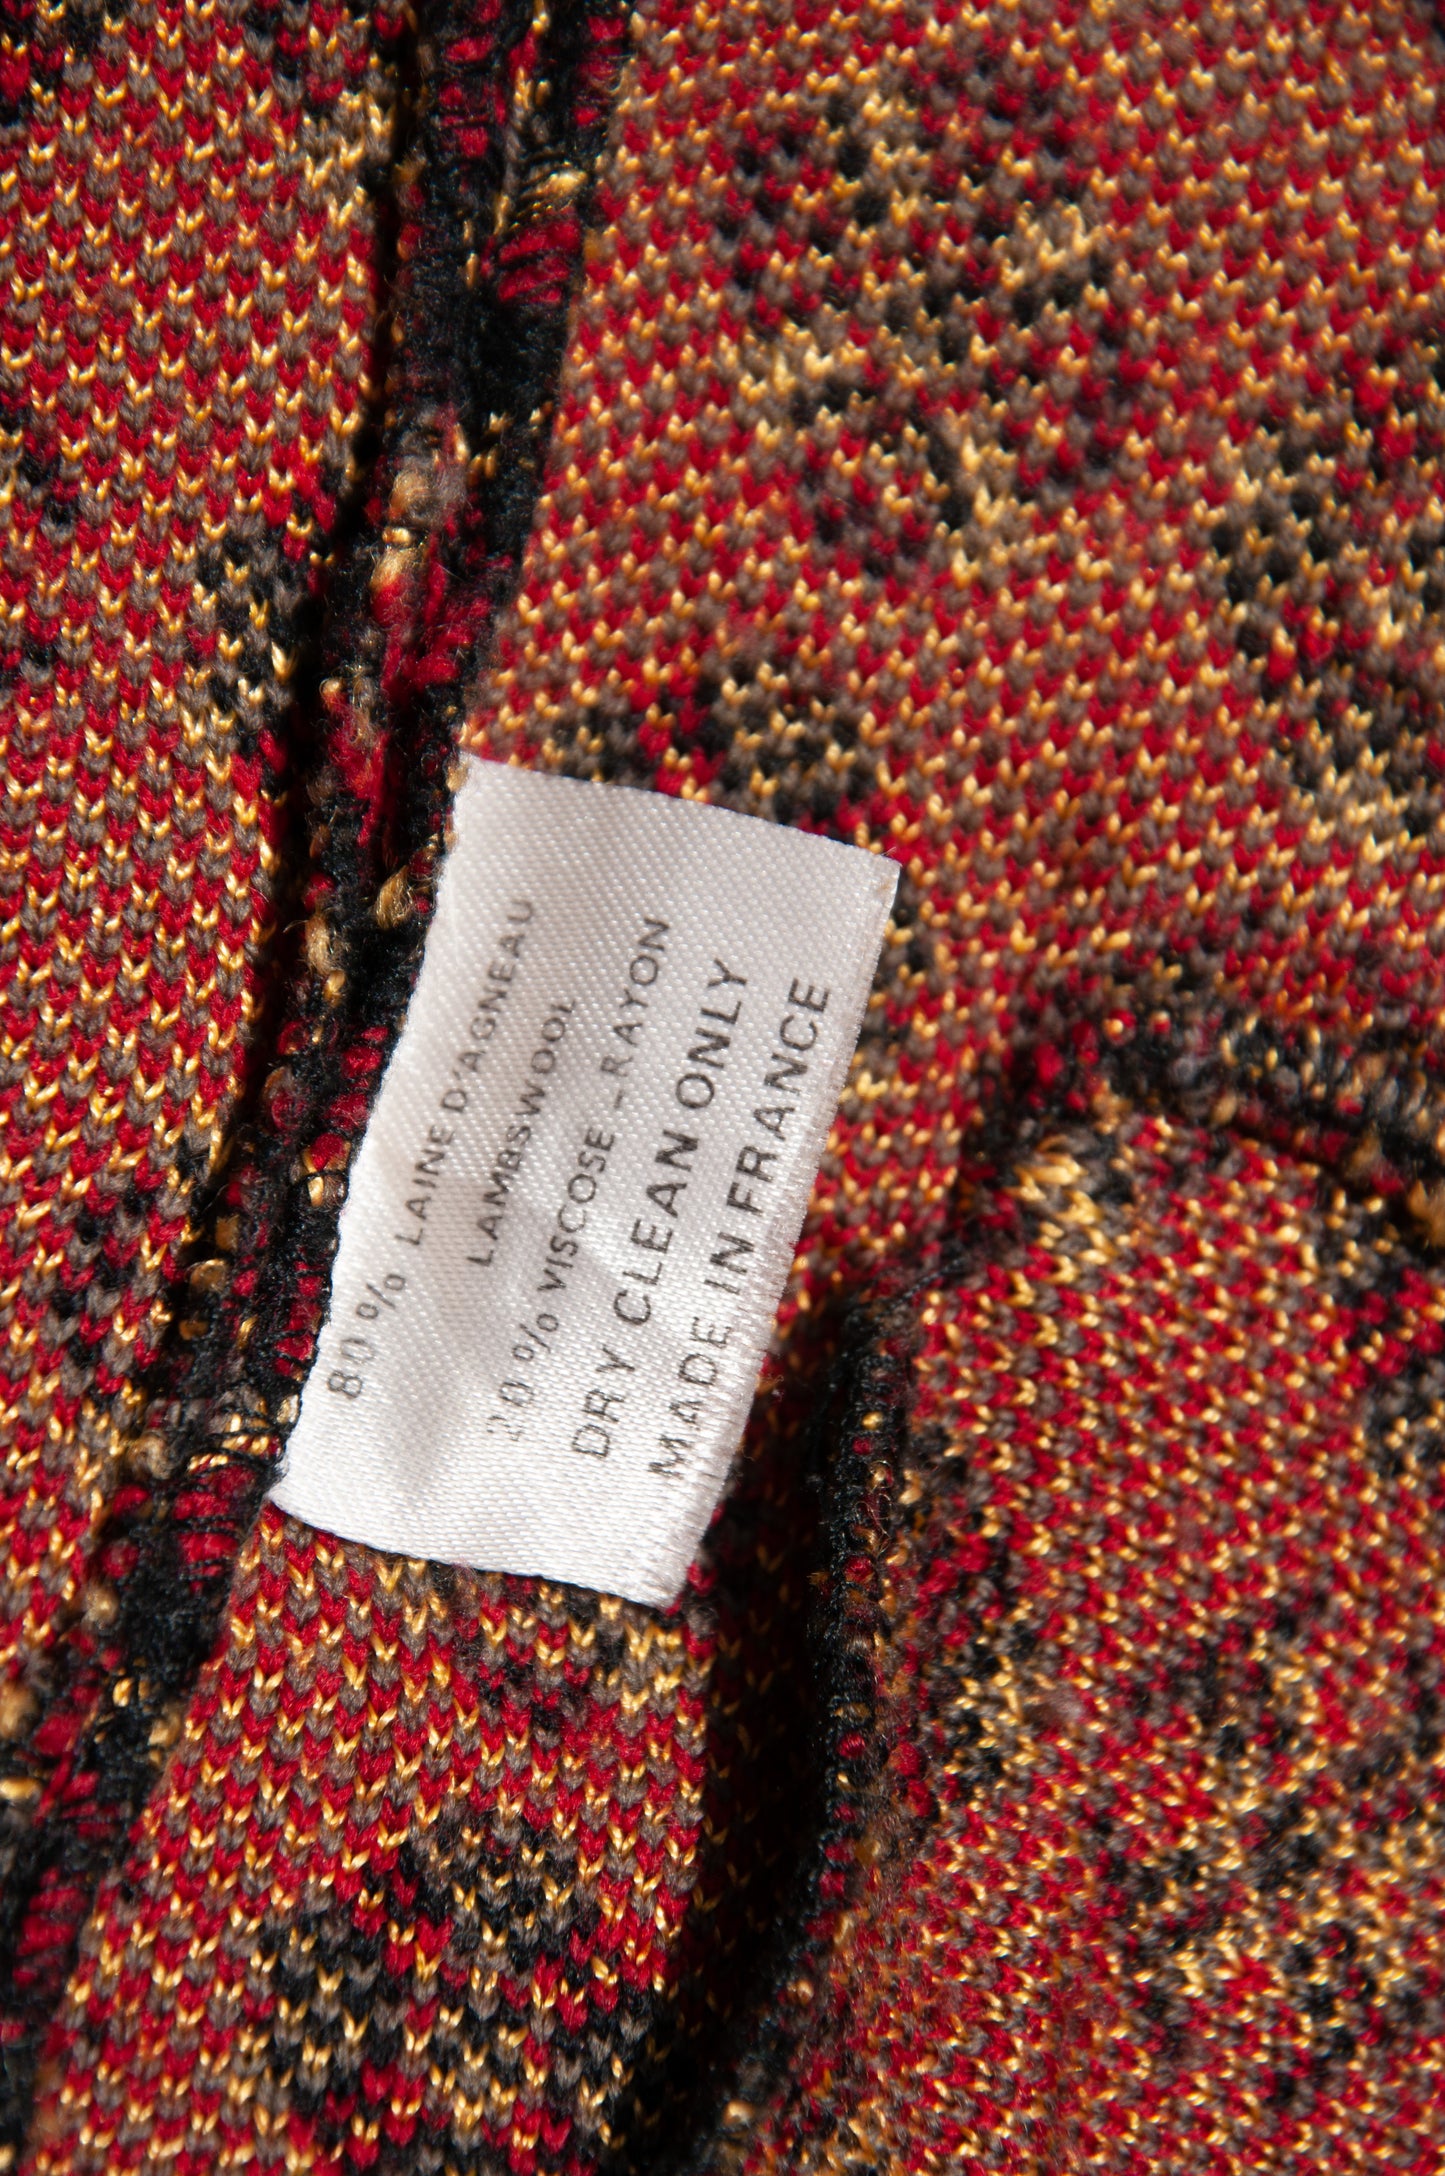 80% LAINE D'AGNEAU
LAMBSWOOL
20% VISCOSE-RAYON
DRY CLEAN ONLY
MADE IN FRANCE